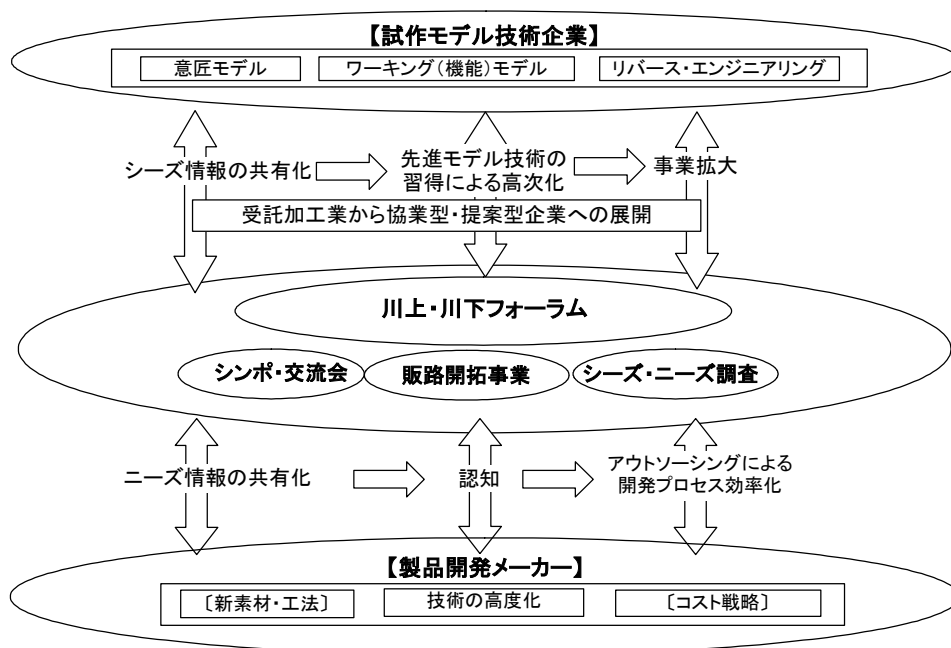 【試作モデル技術企業】
意匠モデル
ワーキング(機能)モデル
リバース・エンジニアリング
シーズ情報の共有化
先進モデル技術の
習得による高次化
事業拡大
受託加工業から協業型・提案型企業への展開
川上・川下フォーラム
シンポ・交流会
販路開拓事業
シーズ・ニーズ調査
ニーズ情報の共有化
認知
アウトソーシングによる
開発プロセス効率化
【製品開発メーカー】
〔新素材・工法〕
技術の高度化
〔コスト戦略〕